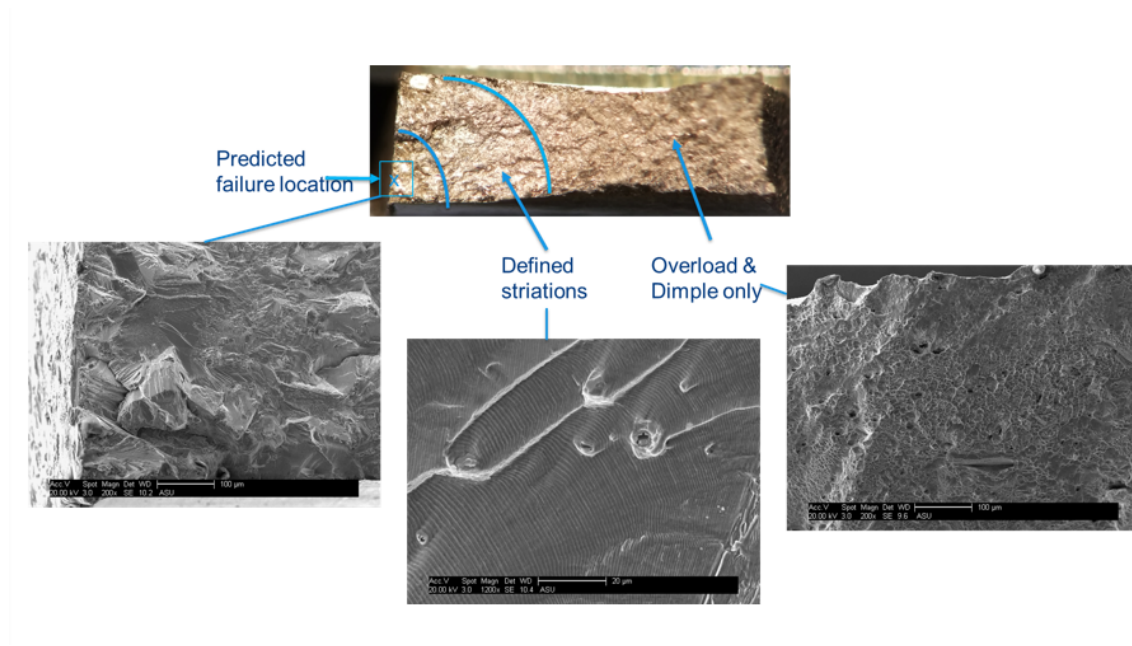 Predicted
failure location
x
Defined
striations
Overload &
Dimple only
Acc.V Spot Magn Det WD 100 µm
20.00 kV 3.0 200x SE 10.2 ASU
Acc.V Spot Magn Det WD 20 µm
20.00 kV 3.0 1200x SE 10.4 ASU
Acc.V Spot Magn Det WD 100 µm
20.00 kV 3.0 200x SE 9.6 ASU